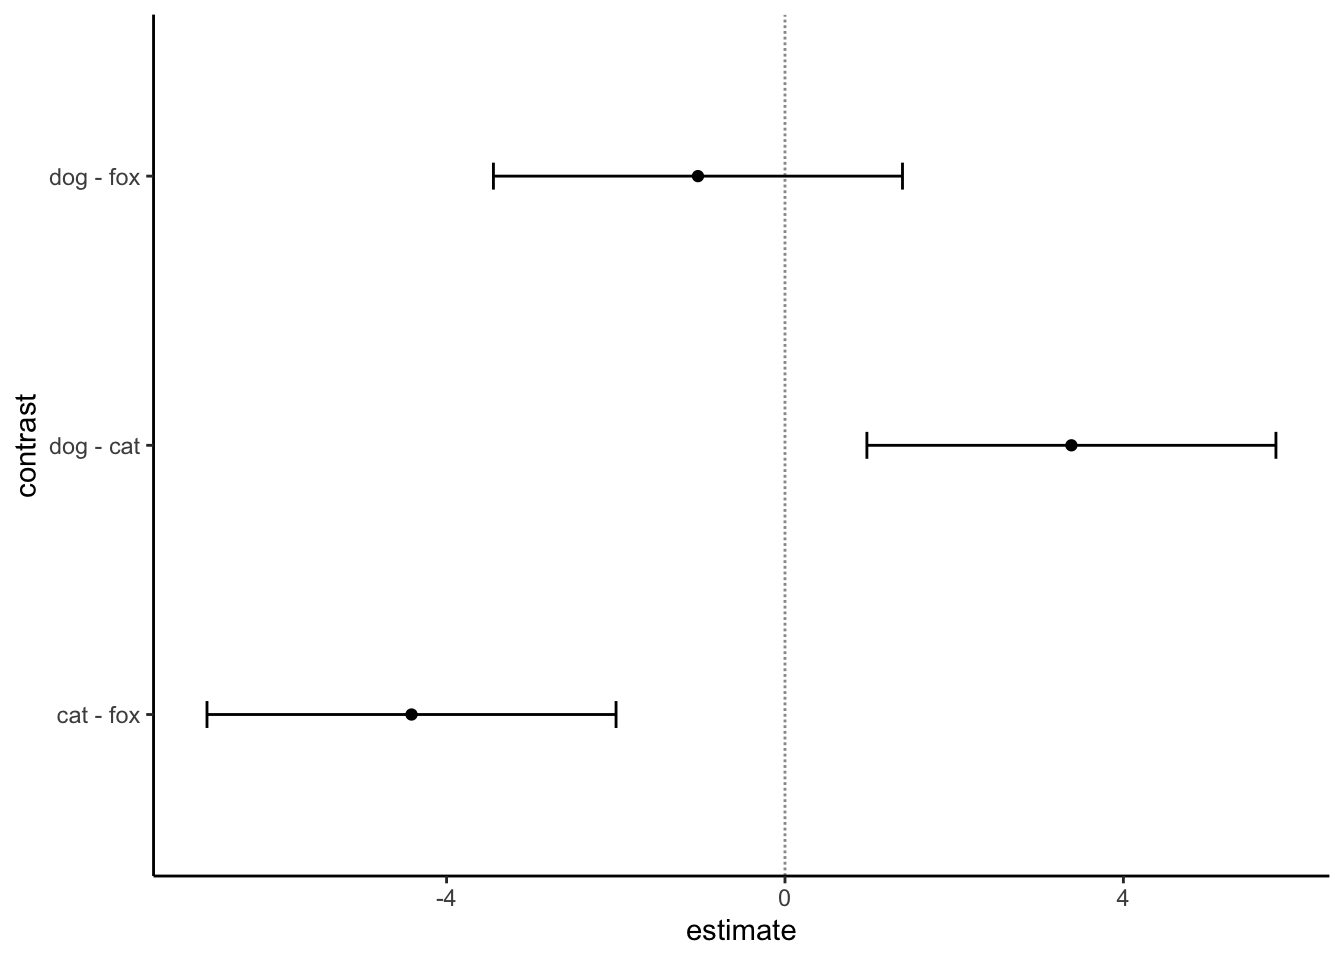 dog - fox
dog - cat
cat - fox
contrast
-4 0 4
estimate